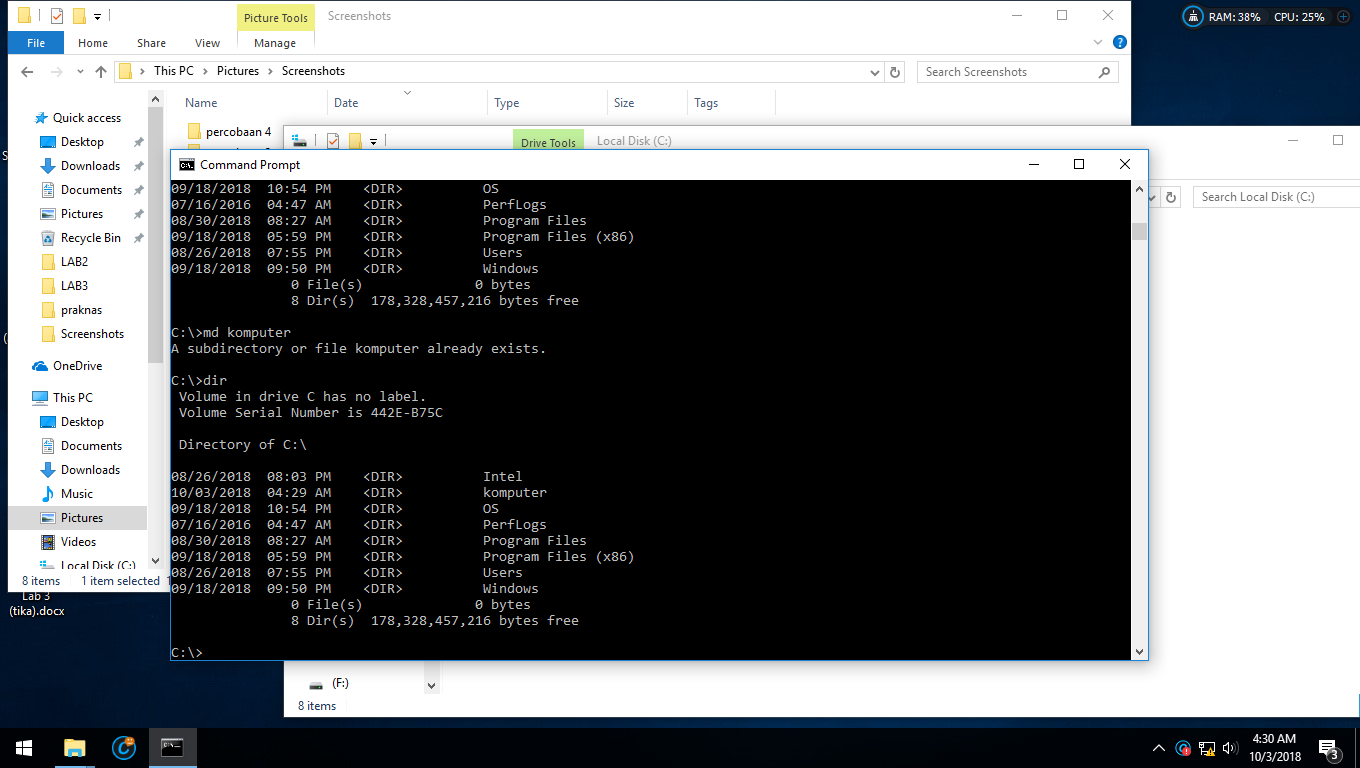 Picture Tools
Screenshots
RAM: 38% CPU: 25%
File Home Share View Manage
This PC Pictures Screenshots
Search Screenshots
Name Date Type Size Tags
Quick access
Desktop
Downloads
Documents
Pictures
Recycle Bin
LAB2
LAB3
praknas
Screenshots
OneDrive
This PC
Desktop
Documents
Downloads
Music
Pictures
Videos
Local Disk (C:)
8 items 1 item selected
percobaan 4
Drive Tools Local Disk (C:)
Search Local Disk (C:)
Command Prompt
09/18/2018 10:54 PM <DIR> OS
07/16/2016 04:47 AM <DIR> PerfLogs
08/30/2018 08:27 AM <DIR> Program Files
09/18/2018 05:59 PM <DIR> Program Files (x86)
08/26/2018 07:55 PM <DIR> Users
09/18/2018 09:50 PM <DIR> Windows
0 File(s) 0 bytes
8 Dir(s) 178,328,457,216 bytes free
C:\>md komputer
A subdirectory or file komputer already exists.
C:\>dir
Volume in drive C has no label.
Volume Serial Number is 442E-B75C
Directory of C:\
08/26/2018 08:03 PM <DIR> Intel
10/03/2018 04:29 AM <DIR> komputer
09/18/2018 10:54 PM <DIR> OS
07/16/2016 04:47 AM <DIR> PerfLogs
08/30/2018 08:27 AM <DIR> Program Files
09/18/2018 05:59 PM <DIR> Program Files (x86)
08/26/2018 07:55 PM <DIR> Users
09/18/2018 09:50 PM <DIR> Windows
0 File(s) 0 bytes
8 Dir(s) 178,328,457,216 bytes free
C:\>
Lab 3
(tika).docx
(F:)
8 items
4:30 AM
10/3/2018
3